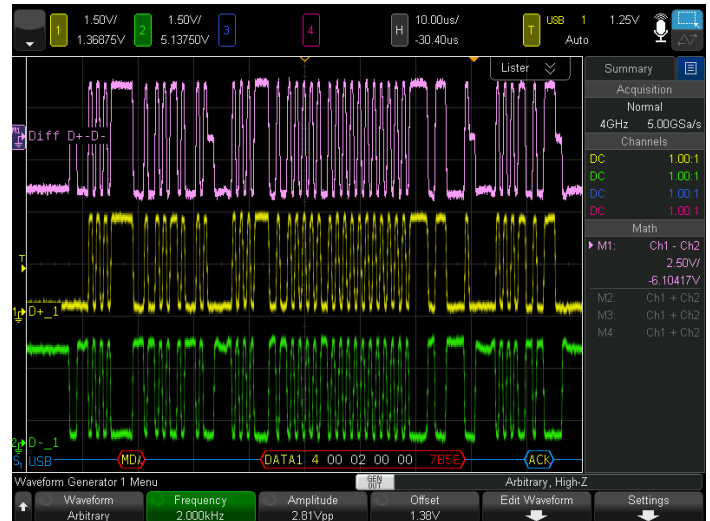 1 1.50V/ 1.36875V 2 1.50V/ 5.13750V 3 4 H 10.00us/ -30.40us T USB 1 1.25V Auto
Lister
Summary
Acquisition
Normal
4GHz 5.00GSa/s
Channels
DC 1.00:1
DC 1.00:1
DC 1.00:1
DC 1.00:1
Math
M1: Ch1 - Ch2
2.50V/
-6.10417V
M2: Ch1 + Ch2
M3: Ch1 + Ch2
M4: Ch1 + Ch2
M1 Diff D+-D-
T
1 D+_1
2 D-_1
S1 USB DATA1 4 00 02 00 00 7B5E ACK
Waveform Generator 1 Menu GEN OUT Arbitrary, High-Z
Waveform Frequency Amplitude Offset Edit Waveform Settings
Arbitrary 2.000kHz 2.81Vpp 1.38V